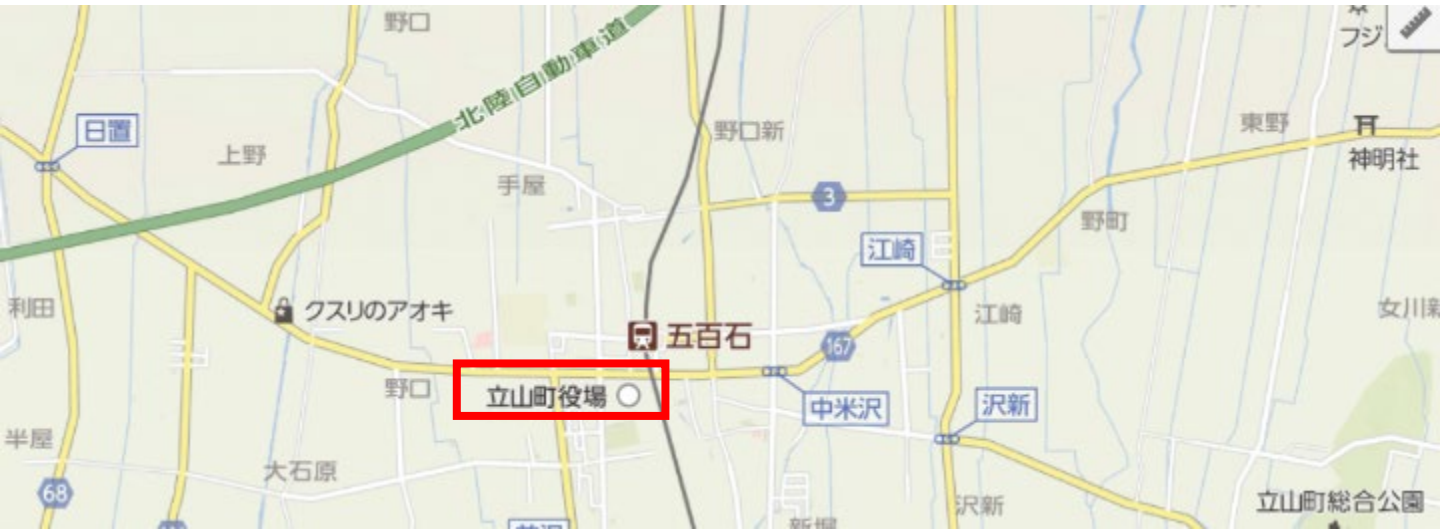 野口
フジ
北陸自動車道
日置
野口新
東野
上野
神明社
手屋
3
野町
江崎
利田
クスリのアオキ
江崎
女川新
五百石
167
野口
立山町役場
中米沢
沢新
半屋
大石原
68
立山町総合公園
沢新